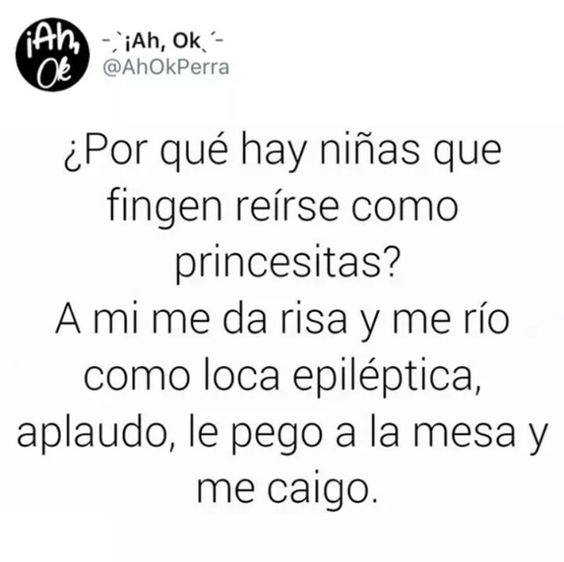 ¡Ah,
Ok
-ˏ`¡Ah, Okˎ´-
@AhOkPerra
¿Por qué hay niñas que
fingen reírse como
princesitas?
A mi me da risa y me río
como loca epiléptica,
aplaudo, le pego a la mesa y
me caigo.